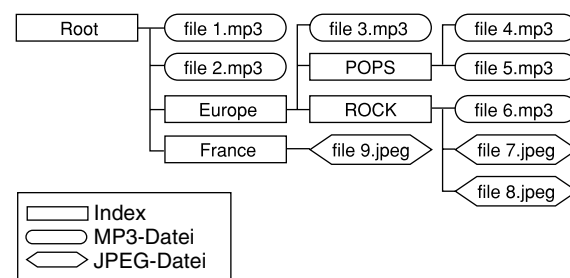 Root
file 1.mp3
file 3.mp3
file 4.mp3
file 2.mp3
POPS
file 5.mp3
Europe
ROCK
file 6.mp3
France
file 9.jpeg
file 7.jpeg
file 8.jpeg
Index
MP3-Datei
JPEG-Datei